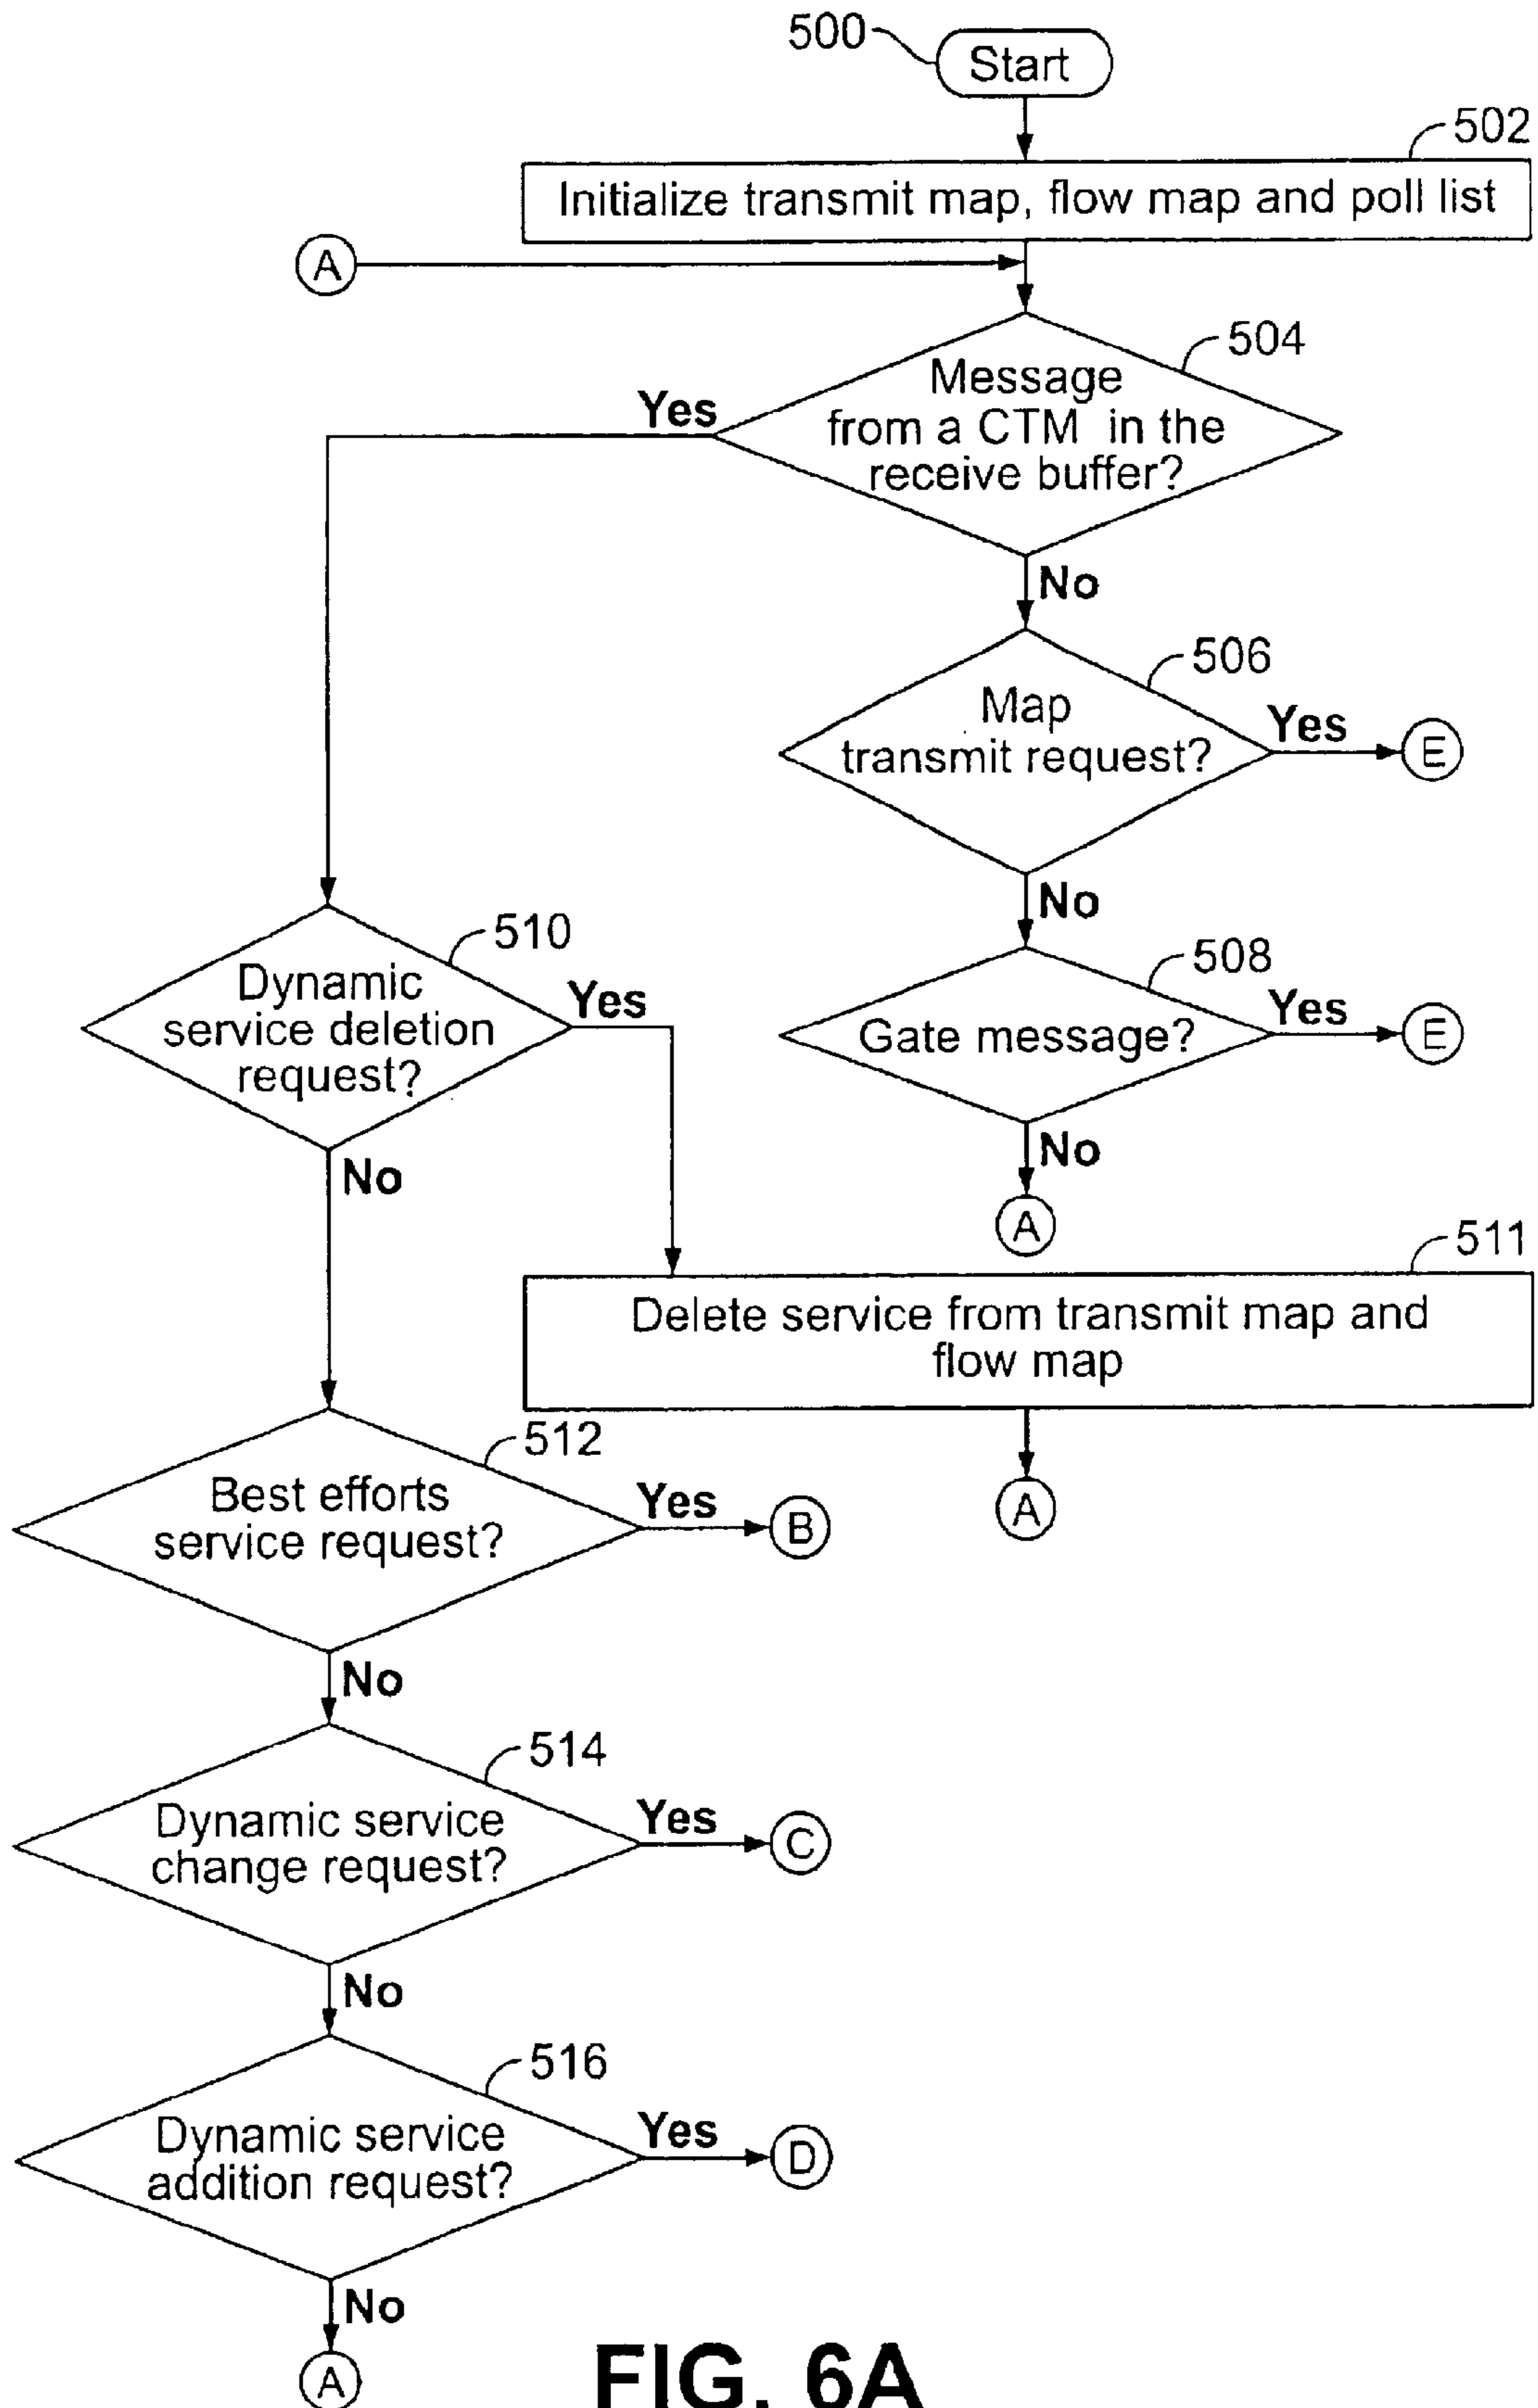 500
Start
502
Initialize transmit map, flow map and poll list
A
504
Message
from a CTM in the
receive buffer?
Yes
No
506
Map
transmit request?
Yes
E
No
508
Gate message?
Yes
E
No
A
510
Dynamic
service deletion
request?
Yes
No
511
Delete service from transmit map and
flow map
A
512
Best efforts
service request?
Yes
B
No
514
Dynamic service
change request?
Yes
C
No
516
Dynamic service
addition request?
Yes
D
No
A
FIG. 6A